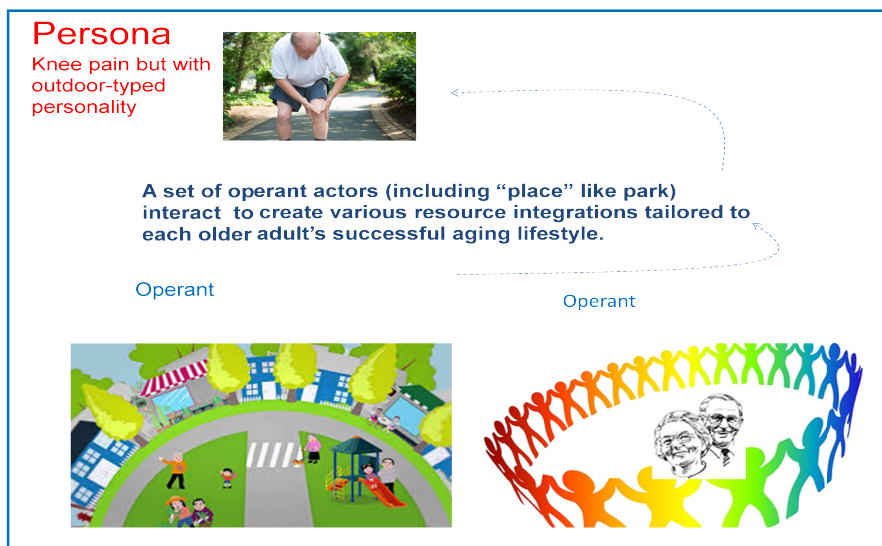 Persona
Knee pain but with
outdoor-typed
personality
A set of operant actors (including “place” like park)
interact to create various resource integrations tailored to
each older adult’s successful aging lifestyle.
Operant
Operant